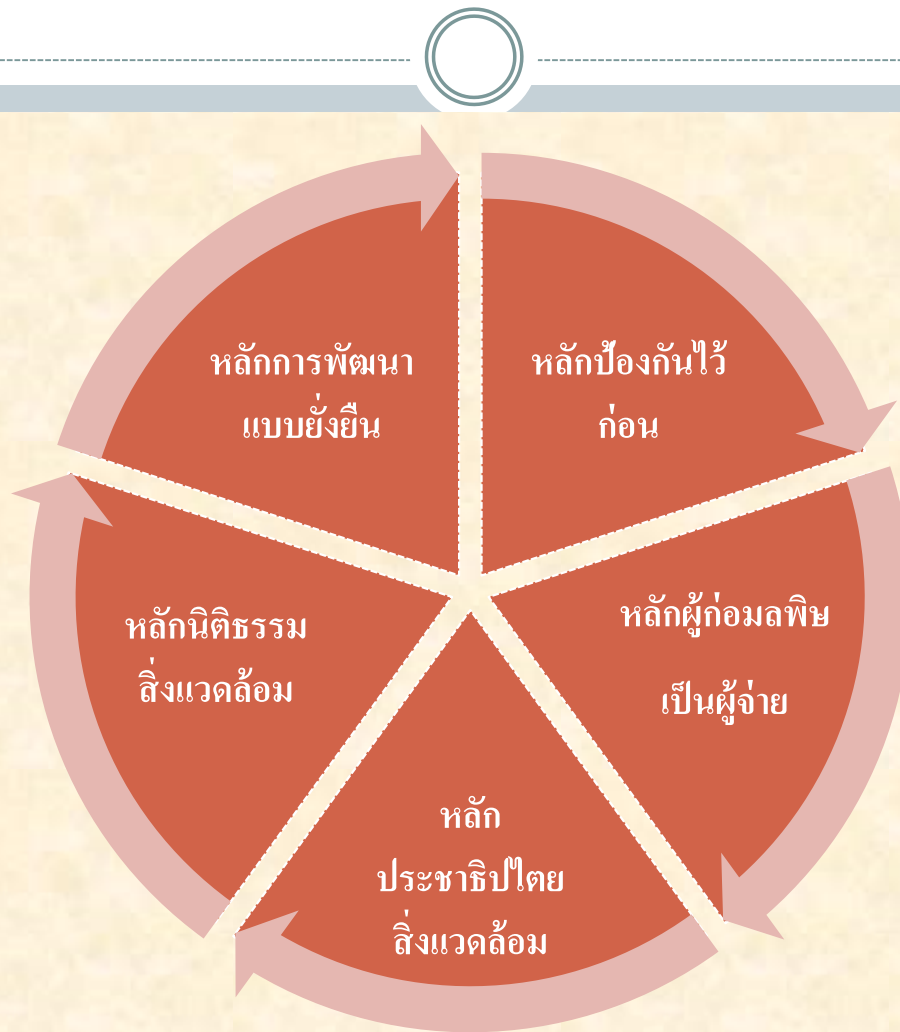 หลักการพัฒนา
แบบยั่งยืน
หลักป้องกันไว้
ก่อน
หลักผู้ก่อมลพิษ
เป็นผู้จ่าย
หลัก
ประชาธิปไตย
สิ่งแวดล้อม
หลักนิติธรรม
สิ่งแวดล้อม